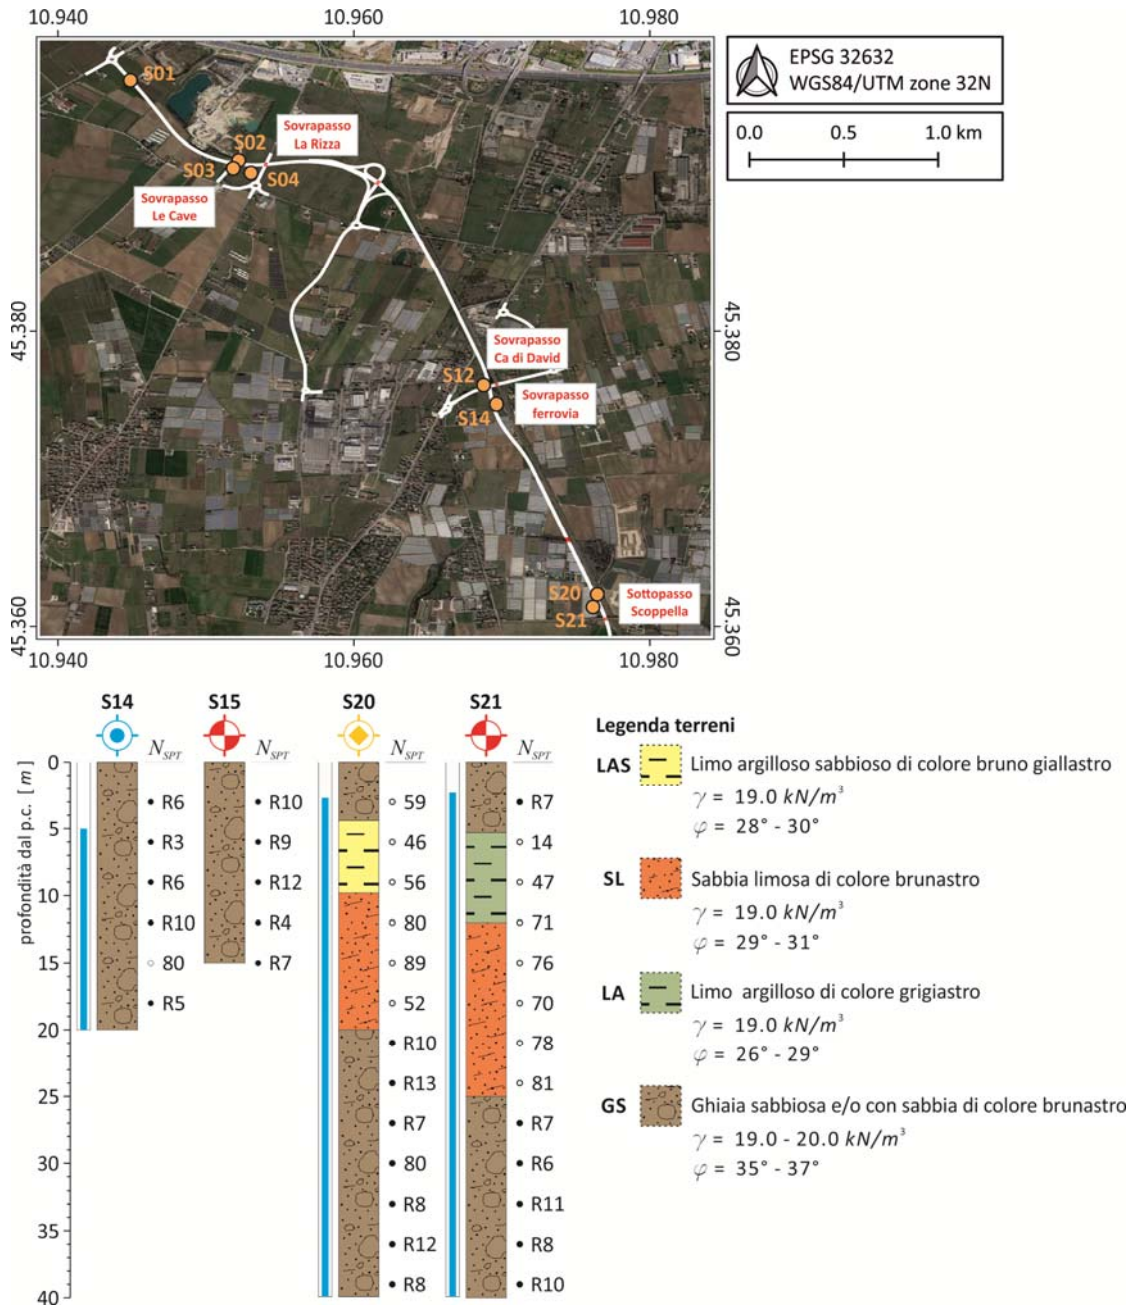 10.940 10.960 10.980
EPSG 32632
WGS84/UTM zone 32N
0.0 0.5 1.0 km
S01
S02
S03
S04
Sovrapasso
La Rizza
Sovrapasso
Le Cave
45.380 45.380
Sovrapasso
Ca di David
S12
Sovrapasso
ferrovia
S14
S20
S21
Sottopasso
Scoppella
45.360 45.360
10.940 10.960 10.980
S14 S15 S20 S21
N_SPT N_SPT N_SPT N_SPT
profondità dal p.c. [m]
0
5
10
15
20
25
30
35
40
R6
R3
R6
R10
80
R5
R10
R9
R12
R4
R7
59
46
56
80
89
52
R10
R13
R7
80
R8
R12
R8
R7
14
47
71
76
70
78
81
R7
R6
R11
R8
R10
Legenda terreni
LAS Limo argilloso sabbioso di colore bruno giallastro
γ = 19.0 kN/m³
φ = 28° - 30°
SL Sabbia limosa di colore brunastro
γ = 19.0 kN/m³
φ = 29° - 31°
LA Limo argilloso di colore grigiastro
γ = 19.0 kN/m³
φ = 26° - 29°
GS Ghiaia sabbiosa e/o con sabbia di colore brunastro
γ = 19.0 - 20.0 kN/m³
φ = 35° - 37°